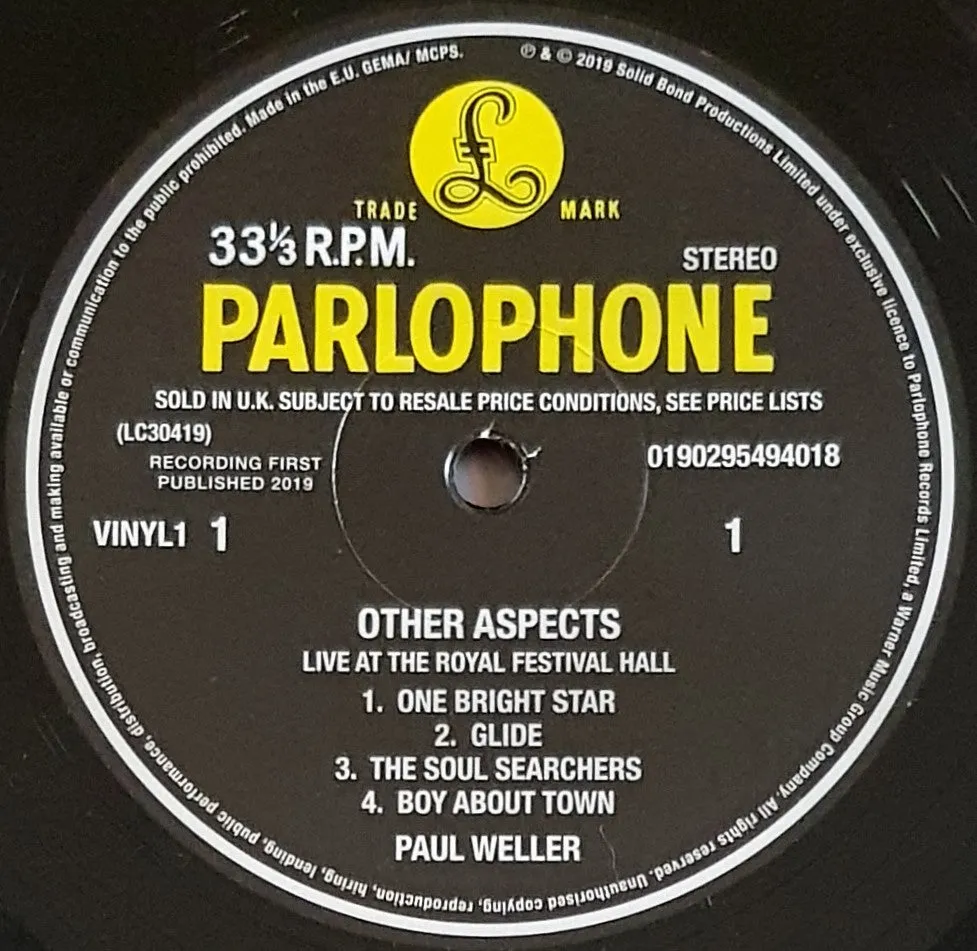 Made in the E.U. GEMA/ MCPS.
℗ & © 2019 Solid Bond Productions Limited under exclusive licence to Parlophone Records Limited, a Warner Music Group Company. All rights reserved. Unauthorised copying, reproduction, hiring, lending, public performance, distribution, broadcasting and making available or communication to the public prohibited.
£
TRADE MARK
33⅓ R.P.M.
STEREO
PARLOPHONE
SOLD IN U.K. SUBJECT TO RESALE PRICE CONDITIONS, SEE PRICE LISTS
(LC30419)
0190295494018
RECORDING FIRST
PUBLISHED 2019
VINYL1 1
1
OTHER ASPECTS
LIVE AT THE ROYAL FESTIVAL HALL
1. ONE BRIGHT STAR
2. GLIDE
3. THE SOUL SEARCHERS
4. BOY ABOUT TOWN
PAUL WELLER